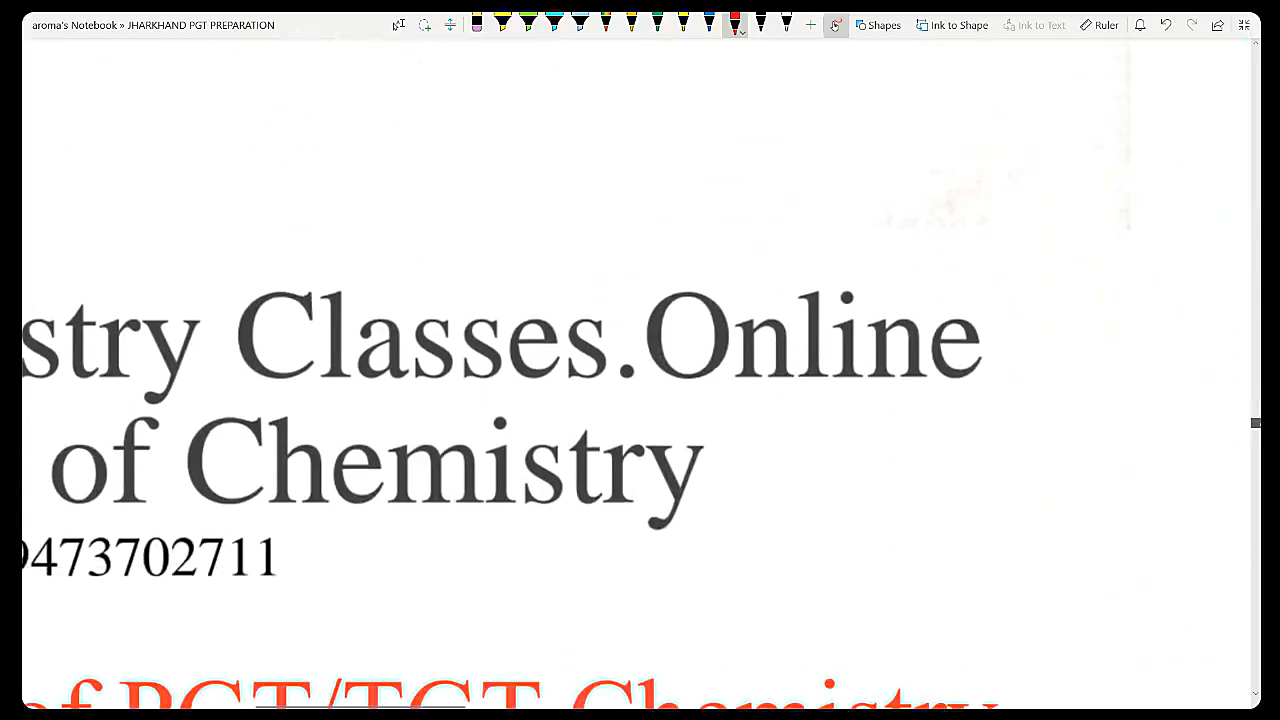 aroma's Notebook » JHARKHAND PGT PREPARATION
Shapes Ink to Shape Ink to Text Ruler
stry Classes.Online
of Chemistry
9473702711
of PGT/TGT Chemistry